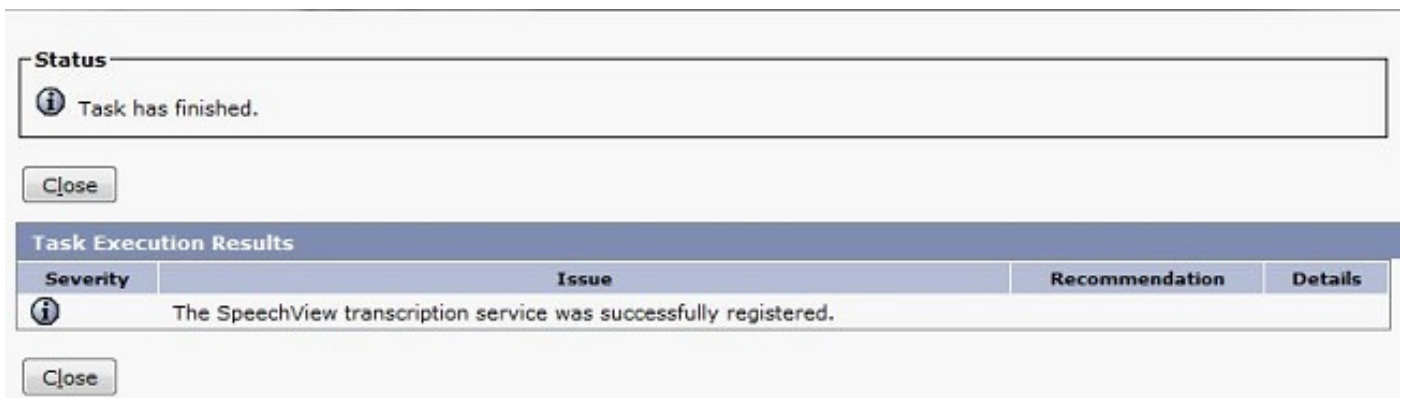 Status
Task has finished.
Close
Task Execution Results
Severity Issue Recommendation Details
The SpeechView transcription service was successfully registered.
Close